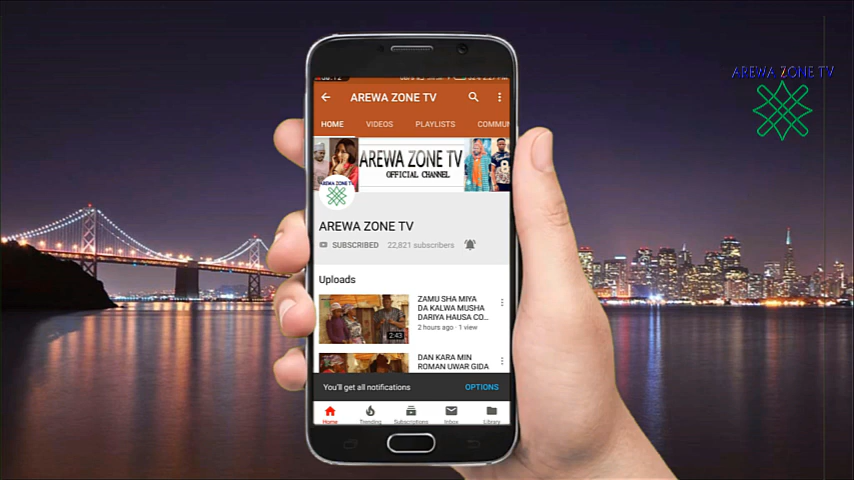 AREWA ZONE TV
AREWA ZONE TV
HOME VIDEOS PLAYLISTS COMMUN
AREWA ZONE TV
OFFICIAL CHANNEL
AREWA ZONE TV
AREWA ZONE TV
SUBSCRIBED 22,821 subscribers
Uploads
ZAMU SHA MIYA
DA KALWA MUSHA
DARIYA HAUSA CO...
2 hours ago · 1 view
2:43
DAN KARA MIN
ROMAN UWAR GIDA
You'll get all notifications OPTIONS
Home Trending Subscriptions Inbox Library